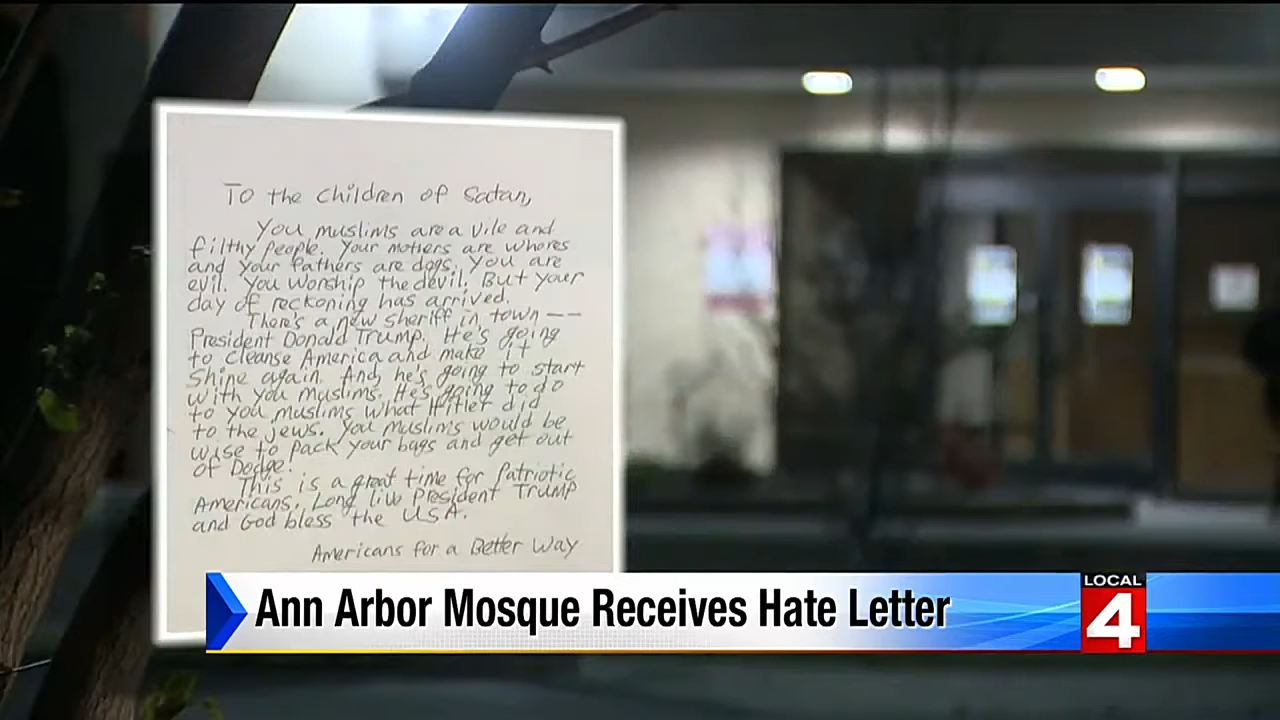 To the Children of Satan,
You muslims are a vile and
filthy people. Your mothers are whores
and your fathers are dogs. You are
evil. You worship the devil. But your
day of reckoning has arrived.
There's a new sheriff in town --
President Donald Trump. He's going
to cleanse America and make it
shine again. And, he's going to start
with you muslims. He's going to do
to you muslims what Hitler did
to the jews. You muslims would be
wise to pack your bags and get out
of Dodge.
This is a great time for Patriotic
Americans. Long live President Trump
and God bless the USA.
Americans for a Better Way
Ann Arbor Mosque Receives Hate Letter
LOCAL
4